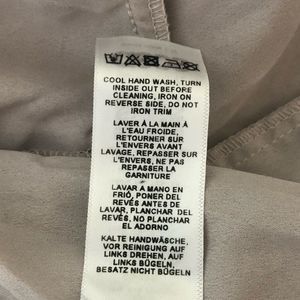 COOL HAND WASH, TURN
INSIDE OUT BEFORE
CLEANING, IRON ON
REVERSE SIDE, DO NOT
IRON TRIM
LAVER À LA MAIN À
L'EAU FROIDE,
RETOURNER SUR
L'ENVERS AVANT
LAVAGE, REPASSER SUR
L'ENVERS, NE PAS
REPASSER LA
GARNITURE
LAVAR A MANO EN
FRÍO, PONER DEL
REVÉS ANTES DE
LAVAR, PLANCHAR DEL
REVÉS, NO PLANCHAR
EL ADORNO
KALTE HANDWÄSCHE,
VOR REINIGUNG AUF
LINKS DREHEN, AUF
LINKS BÜGELN,
BESATZ NICHT BÜGELN